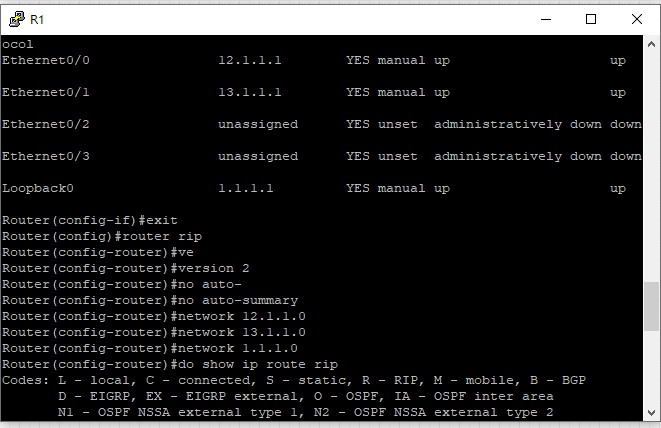 R1
ocol
Ethernet0/0 12.1.1.1 YES manual up up
Ethernet0/1 13.1.1.1 YES manual up up
Ethernet0/2 unassigned YES unset administratively down down
Ethernet0/3 unassigned YES unset administratively down down
Loopback0 1.1.1.1 YES manual up up
Router(config-if)#exit
Router(config)#router rip
Router(config-router)#ve
Router(config-router)#version 2
Router(config-router)#no auto-
Router(config-router)#no auto-summary
Router(config-router)#network 12.1.1.0
Router(config-router)#network 13.1.1.0
Router(config-router)#network 1.1.1.0
Router(config-router)#do show ip route rip
Codes: L - local, C - connected, S - static, R - RIP, M - mobile, B - BGP
D - EIGRP, EX - EIGRP external, O - OSPF, IA - OSPF inter area
N1 - OSPF NSSA external type 1, N2 - OSPF NSSA external type 2